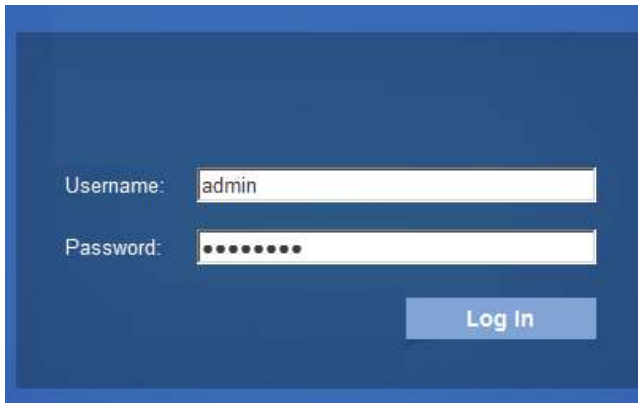 Username: admin
Password: ●●●●●●●●
Log In